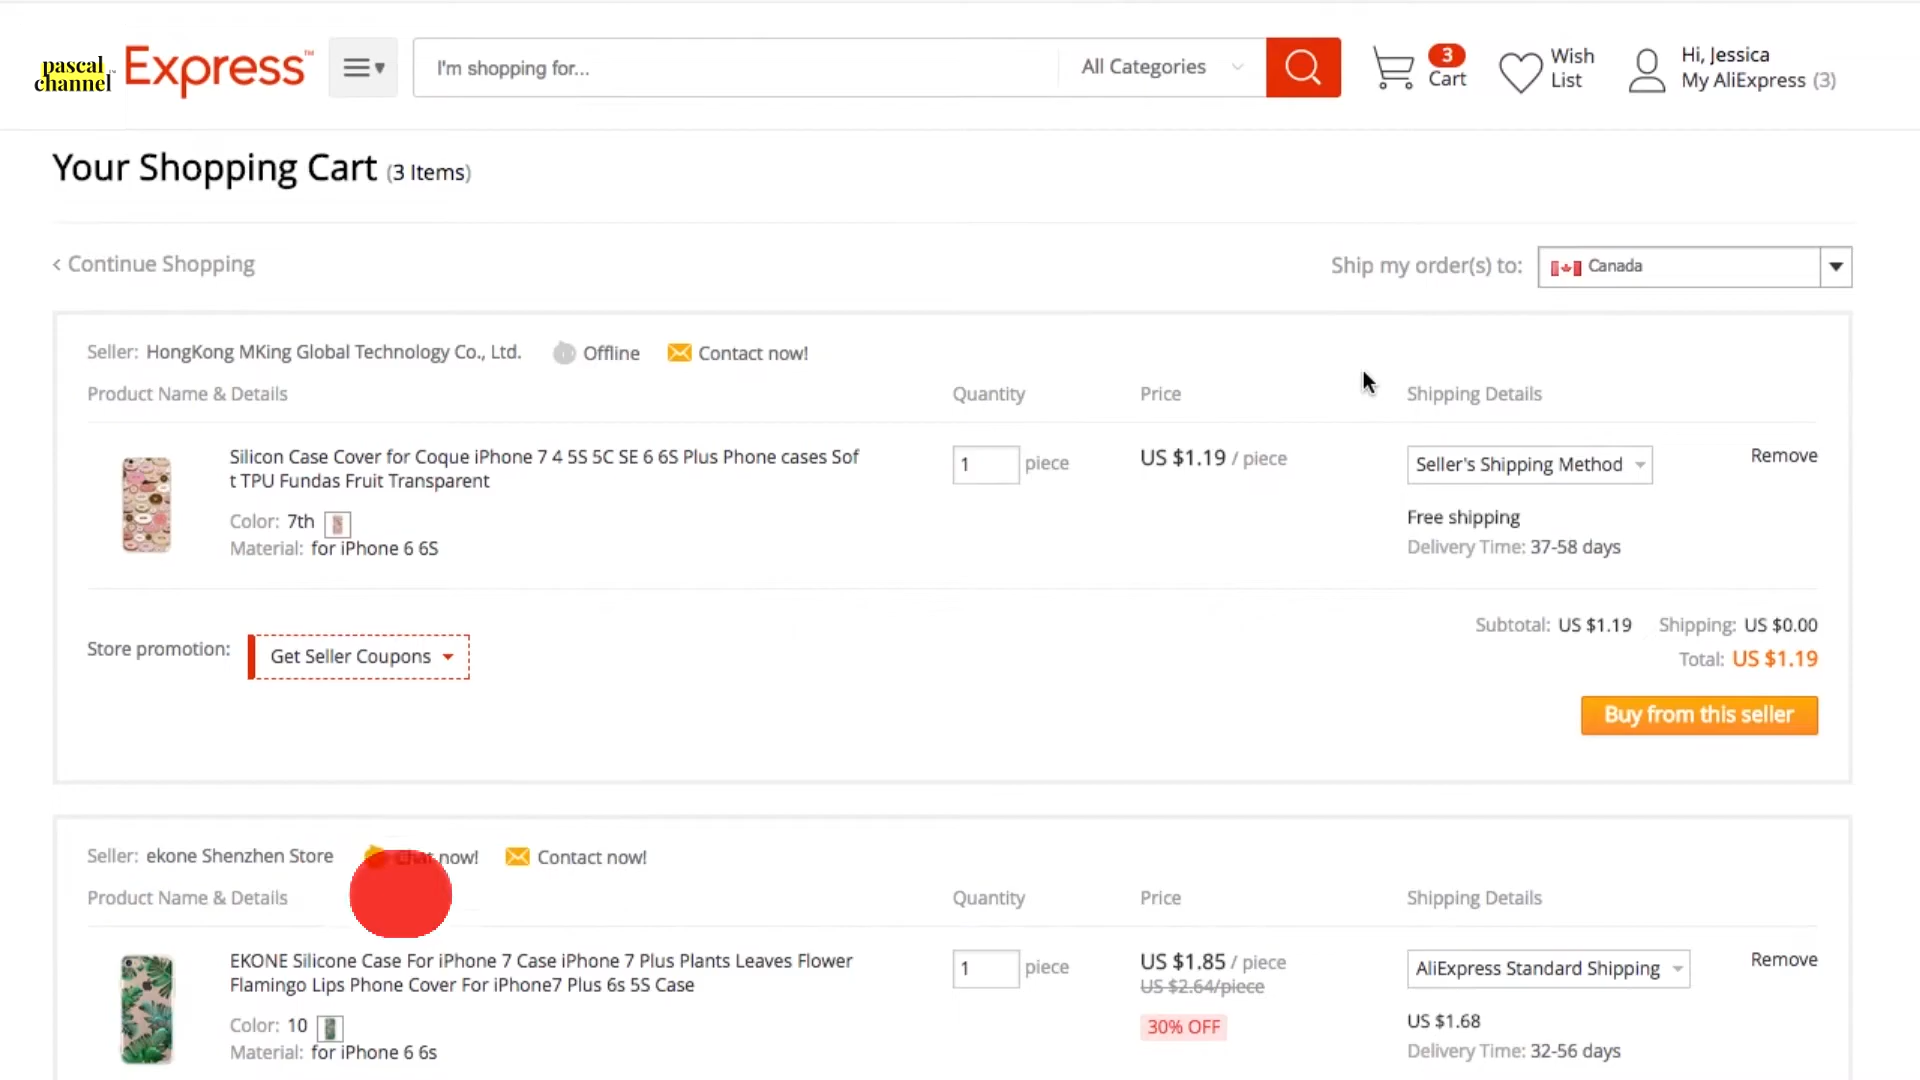 pascal
channel
Express™
I'm shopping for...
All Categories
3
Cart
Wish
List
Hi, Jessica
My AliExpress (3)
Your Shopping Cart (3 Items)
< Continue Shopping
Ship my order(s) to:
Canada
Seller: HongKong MKing Global Technology Co., Ltd.
Offline
Contact now!
Product Name & Details
Quantity
Price
Shipping Details
Silicon Case Cover for Coque iPhone 7 4 5S 5C SE 6 6S Plus Phone cases Sof
t TPU Fundas Fruit Transparent
Color: 7th
Material: for iPhone 6 6S
1 piece
US $1.19 / piece
Seller's Shipping Method
Free shipping
Delivery Time: 37-58 days
Remove
Store promotion:
Get Seller Coupons
Subtotal: US $1.19 Shipping: US $0.00
Total: US $1.19
Buy from this seller
Seller: ekone Shenzhen Store
Chat now!
Contact now!
Product Name & Details
Quantity
Price
Shipping Details
EKONE Silicone Case For iPhone 7 Case iPhone 7 Plus Plants Leaves Flower
Flamingo Lips Phone Cover For iPhone7 Plus 6s 5S Case
Color: 10
Material: for iPhone 6 6s
1 piece
US $1.85 / piece
US $2.64/piece
30% OFF
AliExpress Standard Shipping
US $1.68
Delivery Time: 32-56 days
Remove